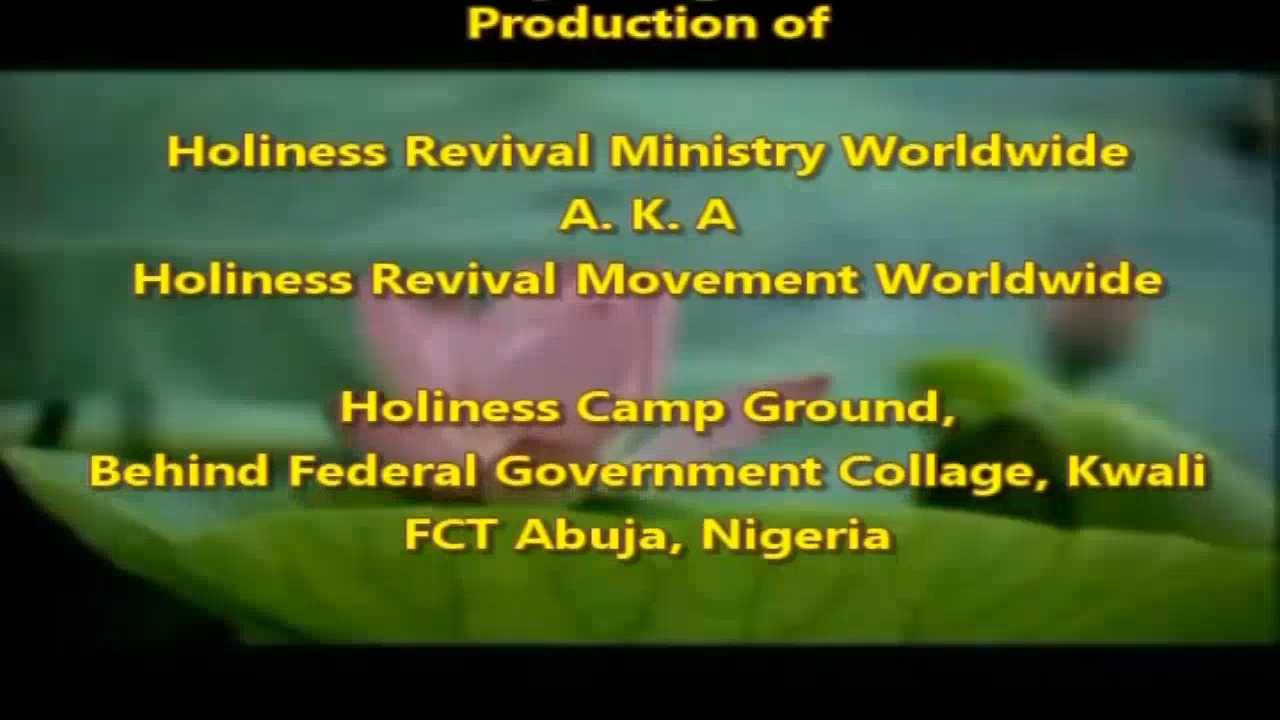 Production of
Holiness Revival Ministry Worldwide
A. K. A
Holiness Revival Movement Worldwide
Holiness Camp Ground,
Behind Federal Government Collage, Kwali
FCT Abuja, Nigeria